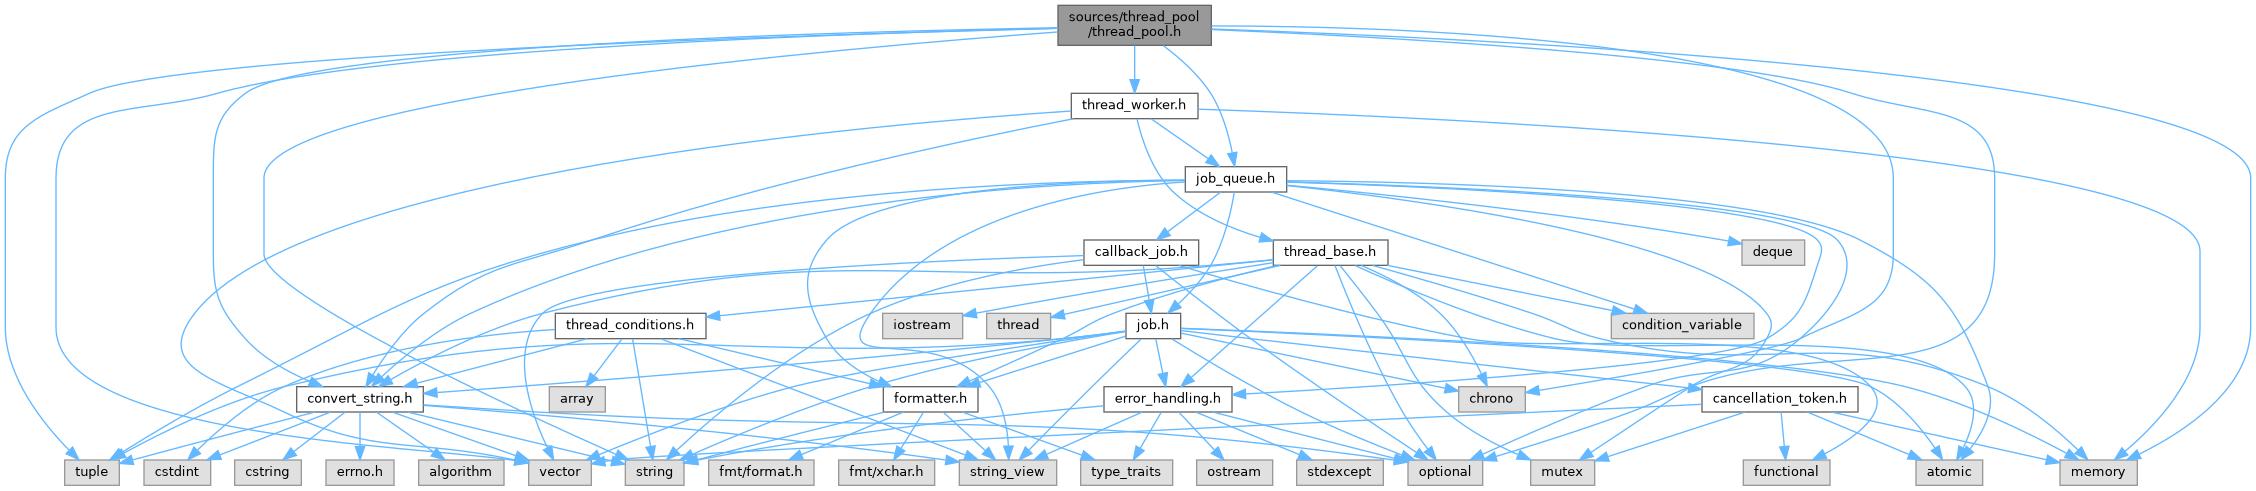 sources/thread_pool
/thread_pool.h
thread_worker.h
job_queue.h
callback_job.h
thread_base.h
deque
thread_conditions.h
iostream
thread
job.h
condition_variable
convert_string.h
array
formatter.h
error_handling.h
chrono
cancellation_token.h
tuple
cstdint
cstring
errno.h
algorithm
vector
string
fmt/format.h
fmt/xchar.h
string_view
type_traits
ostream
stdexcept
optional
mutex
functional
atomic
memory